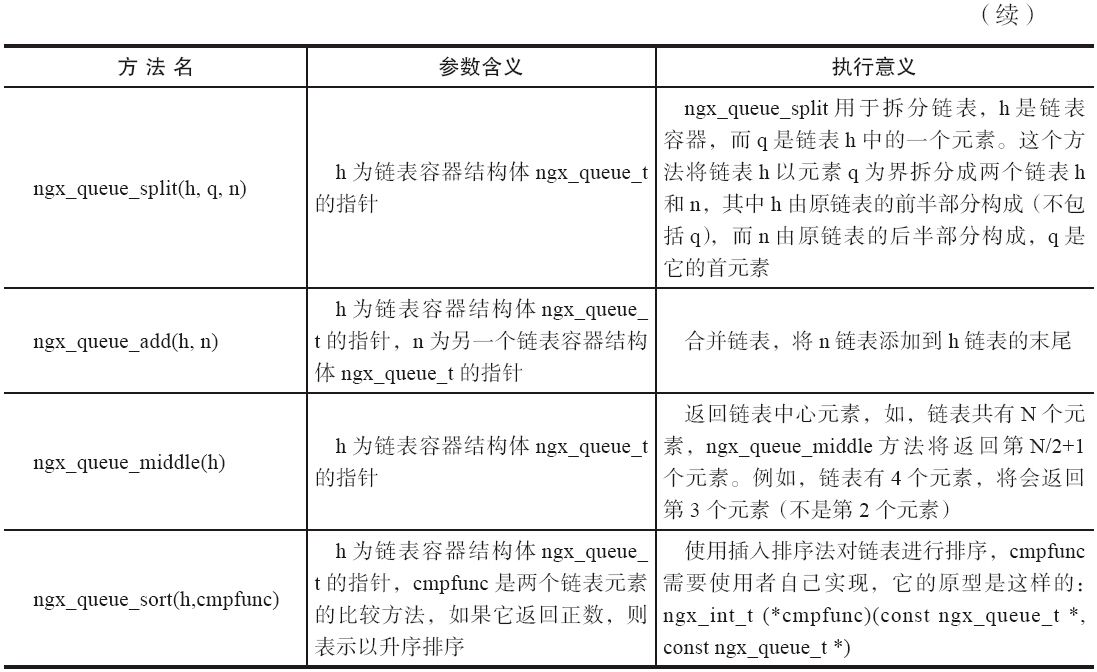 （续）
方 法 名
参数含义
执行意义
ngx_queue_split(h, q, n)
h 为链表容器结构体 ngx_queue_t
的指针
ngx_queue_split 用于拆分链表，h 是链表
容器，而 q 是链表 h 中的一个元素。这个方
法将链表 h 以元素 q 为界拆分成两个链表 h
和 n，其中 h 由原链表的前半部分构成（不包
括 q），而 n 由原链表的后半部分构成，q 是
它的首元素
ngx_queue_add(h, n)
h 为链表容器结构体 ngx_queue_
t 的指针，n 为另一个链表容器结构
体 ngx_queue_t 的指针
合并链表，将 n 链表添加到 h 链表的末尾
ngx_queue_middle(h)
h 为链表容器结构体 ngx_queue_t
的指针
返回链表中心元素，如，链表共有 N 个元
素，ngx_queue_middle 方法将返回第 N/2+1
个元素。例如，链表有 4 个元素，将会返回
第 3 个元素（不是第 2 个元素）
ngx_queue_sort(h,cmpfunc)
h 为链表容器结构体 ngx_queue_
t 的指针，cmpfunc 是两个链表元素
的比较方法，如果它返回正数，则
表示以升序排序
使用插入排序法对链表进行排序，cmpfunc
需要使用者自己实现，它的原型是这样的：
ngx_int_t (*cmpfunc)(const ngx_queue_t *,
const ngx_queue_t *)